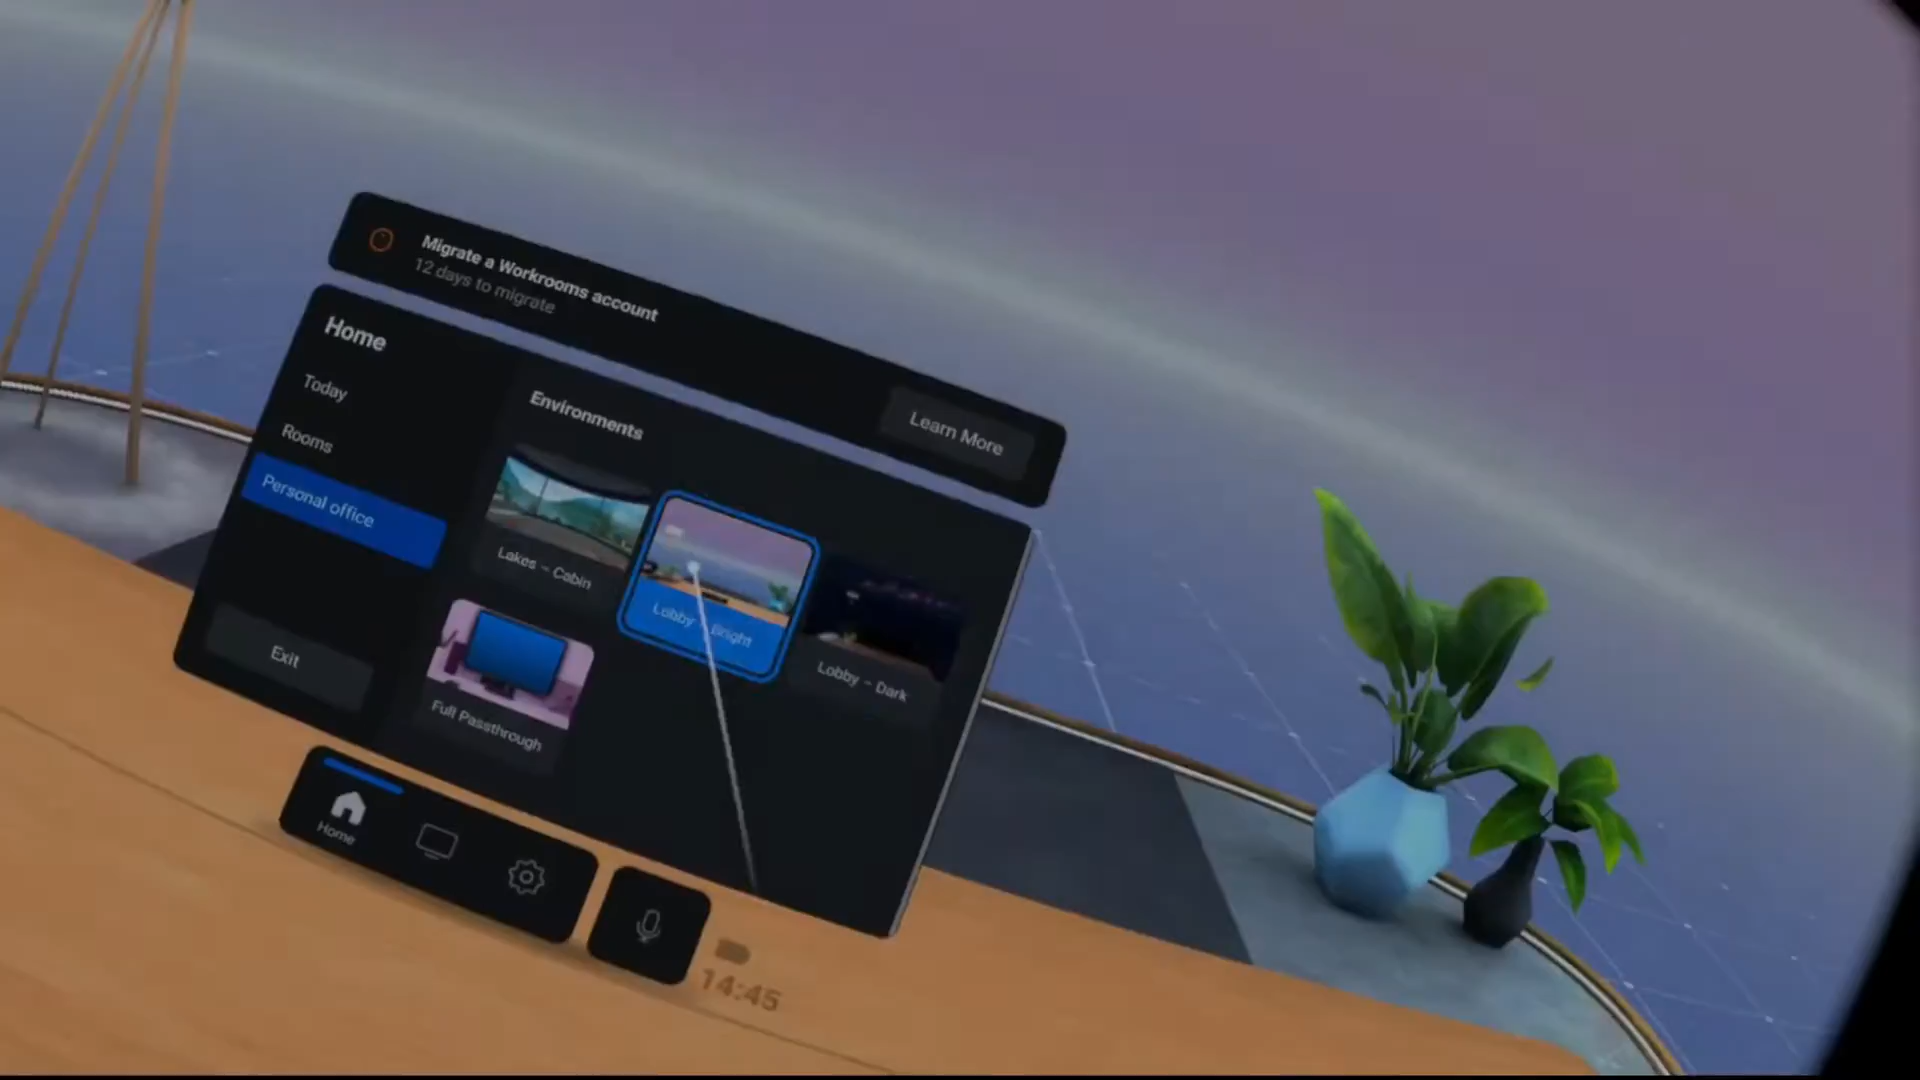 Migrate a Workrooms account
12 days to migrate
Learn More
Home
Today
Rooms
Personal office
Exit
Environments
Lakes - Cabin
Lobby - Bright
Lobby - Dark
Full Passthrough
Home
14:45